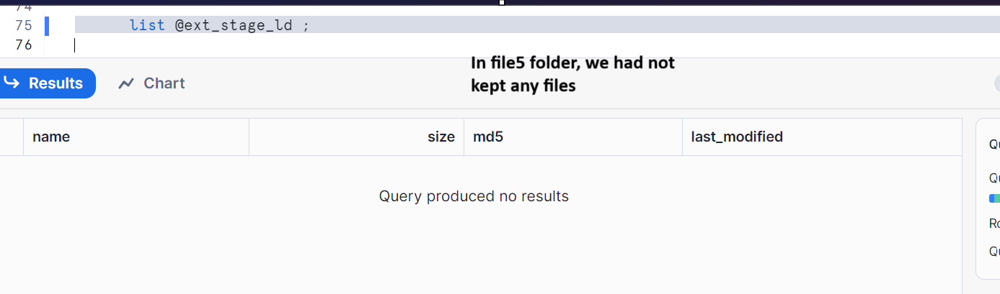 74
75 list @ext_stage_ld ;
76
In file5 folder, we had not
kept any files
Results Chart
name size md5 last_modified
Query produced no results